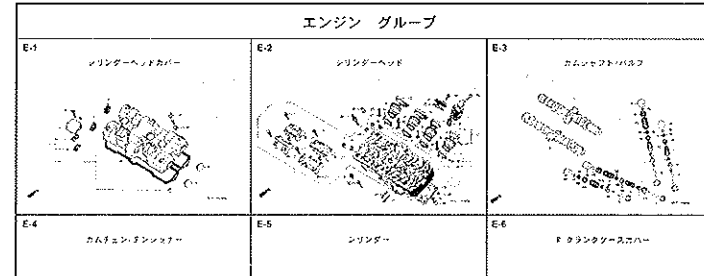 エンジン グループ
E-1
シリンダーヘッドカバー
E-2
シリンダーヘッド
E-3
カムシャフト・バルブ
E-4
カムチェン・テンショナー
E-5
シリンダー
E-6
R クランクケースカバー